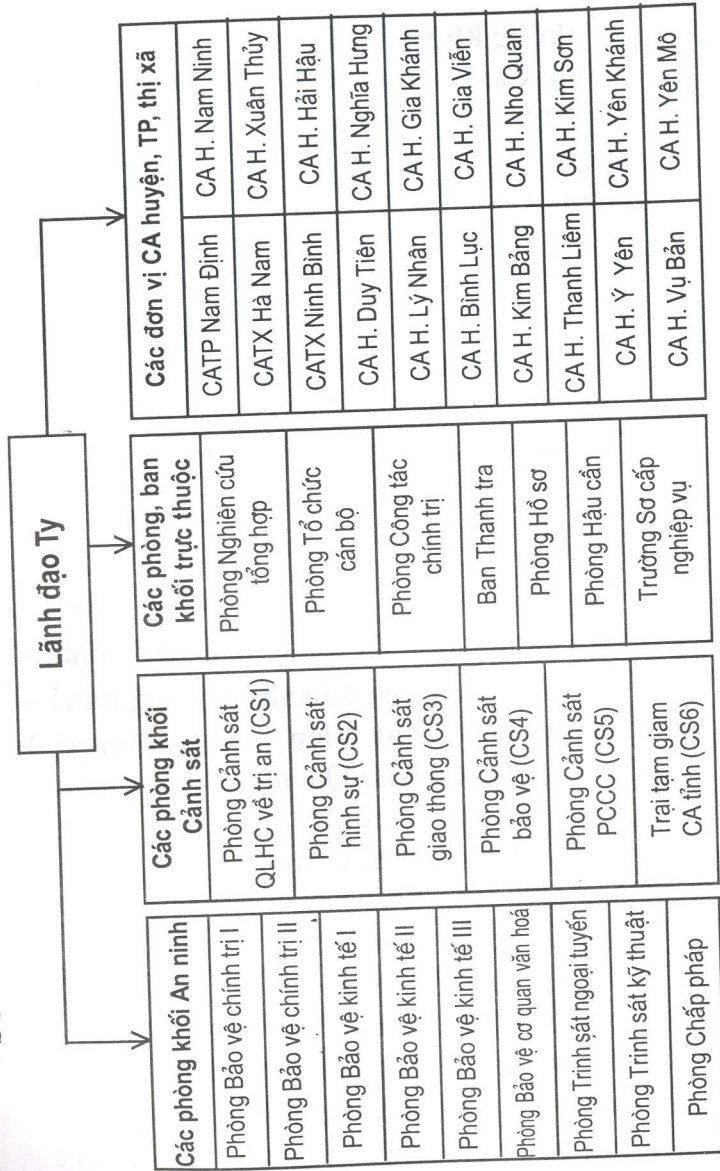 Lãnh đạo Ty
Các phòng khối An ninh
Phòng Bảo vệ chính trị I
Phòng Bảo vệ chính trị II
Phòng Bảo vệ kinh tế I
Phòng Bảo vệ kinh tế II
Phòng Bảo vệ kinh tế III
Phòng Bảo vệ cơ quan văn hoá
Phòng Trinh sát ngoại tuyến
Phòng Trinh sát kỹ thuật
Phòng Chấp pháp
Các phòng khối
Cảnh sát
Phòng Cảnh sát
QLHC về trị an (CS1)
Phòng Cảnh sát
hình sự (CS2)
Phòng Cảnh sát
giao thông (CS3)
Phòng Cảnh sát
bảo vệ (CS4)
Phòng Cảnh sát
PCCC (CS5)
Trại tạm giam
CA tỉnh (CS6)
Các phòng, ban
khối trực thuộc
Phòng Nghiên cứu
tổng hợp
Phòng Tổ chức
cán bộ
Phòng Công tác
chính trị
Ban Thanh tra
Phòng Hồ sơ
Phòng Hậu cần
Trường Sơ cấp
nghiệp vụ
Các đơn vị CA huyện, TP, thị xã
CATP Nam Định CA H. Nam Ninh
CATX Hà Nam CA H. Xuân Thủy
CATX Ninh Bình CA H. Hải Hậu
CA H. Duy Tiên CA H. Nghĩa Hưng
CA H. Lý Nhân CA H. Gia Khánh
CA H. Bình Lục CA H. Gia Viễn
CA H. Kim Bảng CA H. Nho Quan
CA H. Thanh Liêm CA H. Kim Sơn
CA H. Ý Yên CA H. Yên Khánh
CA H. Vụ Bản CA H. Yên Mô